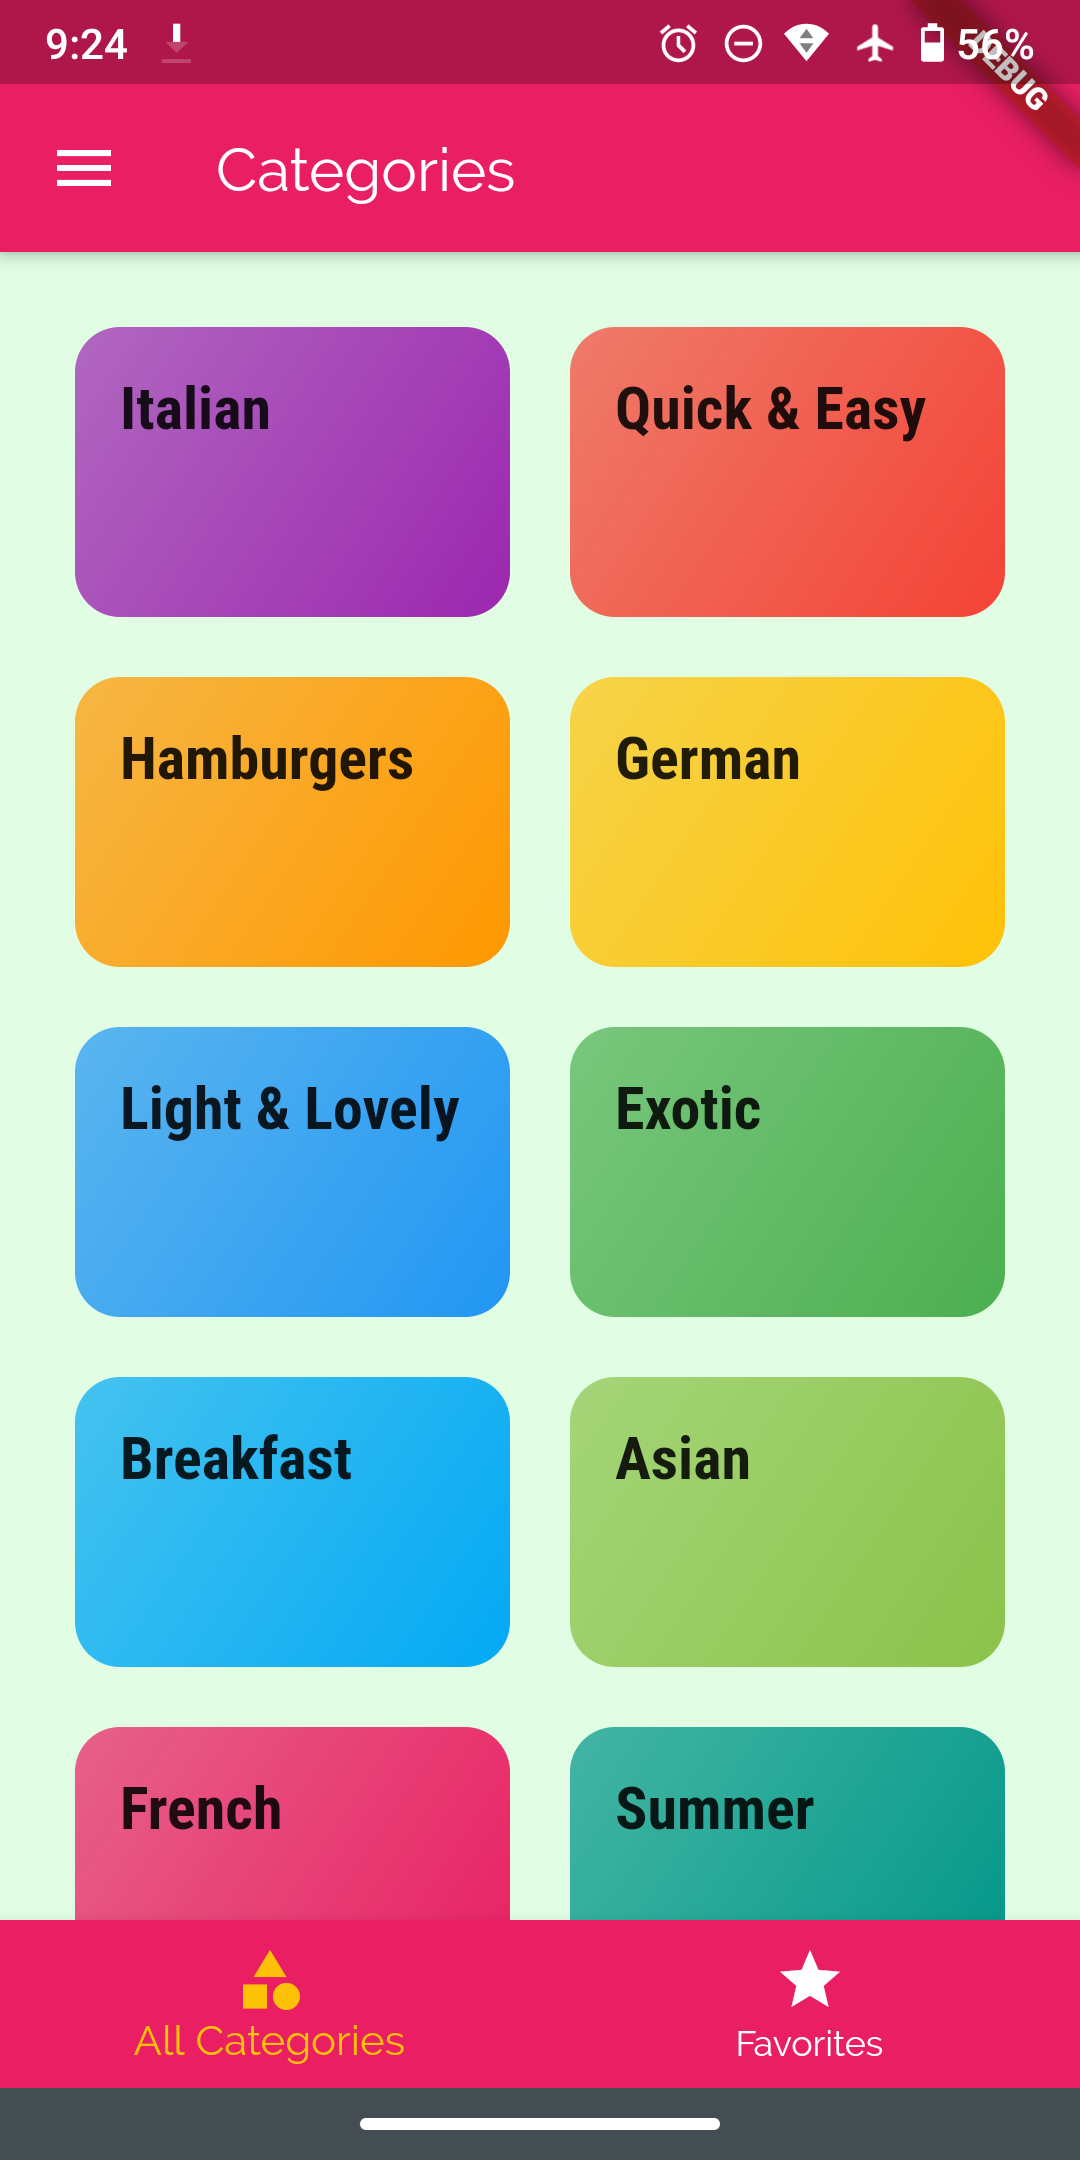 9:24
56%
DEBUG
Categories
Italian
Quick & Easy
Hamburgers
German
Light & Lovely
Exotic
Breakfast
Asian
French
Summer
All Categories
Favorites